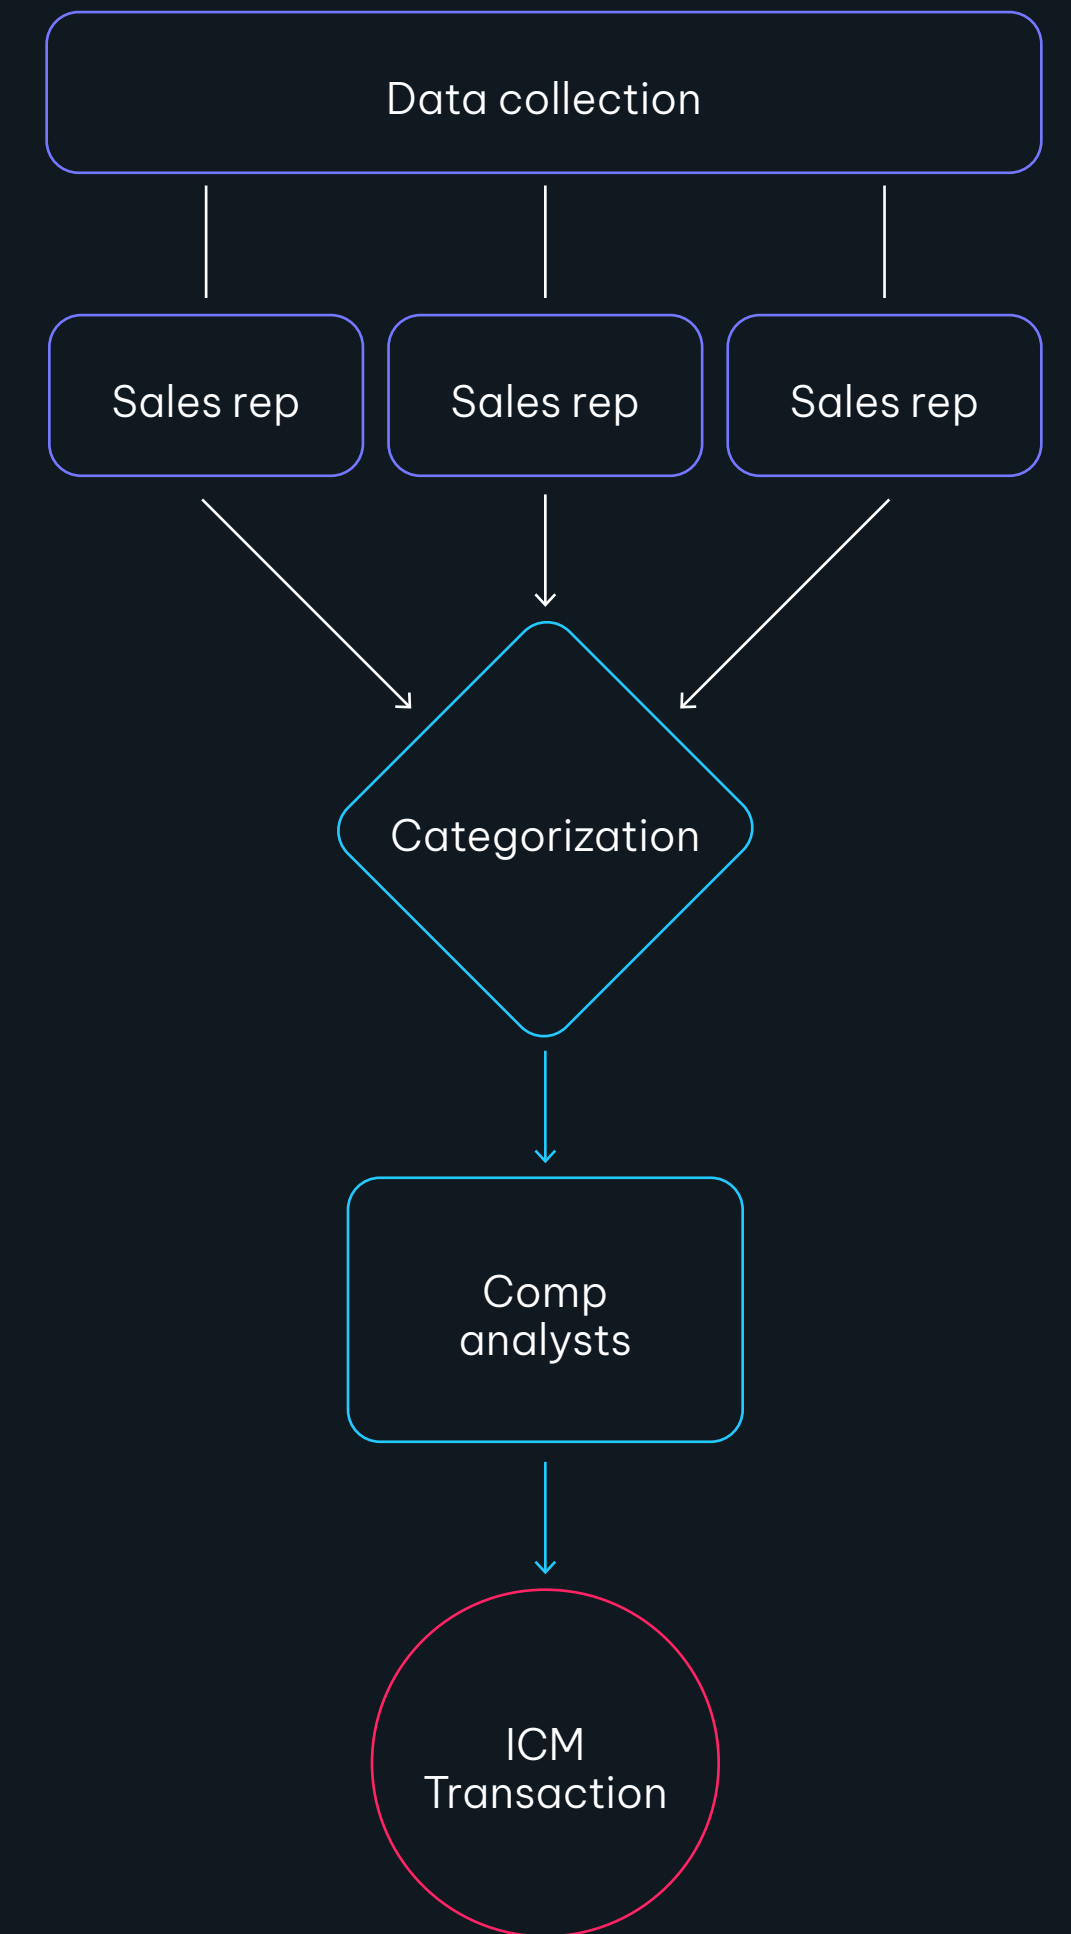 Data collection
Sales rep
Sales rep
Sales rep
Categorization
Comp
analysts
ICM
Transaction